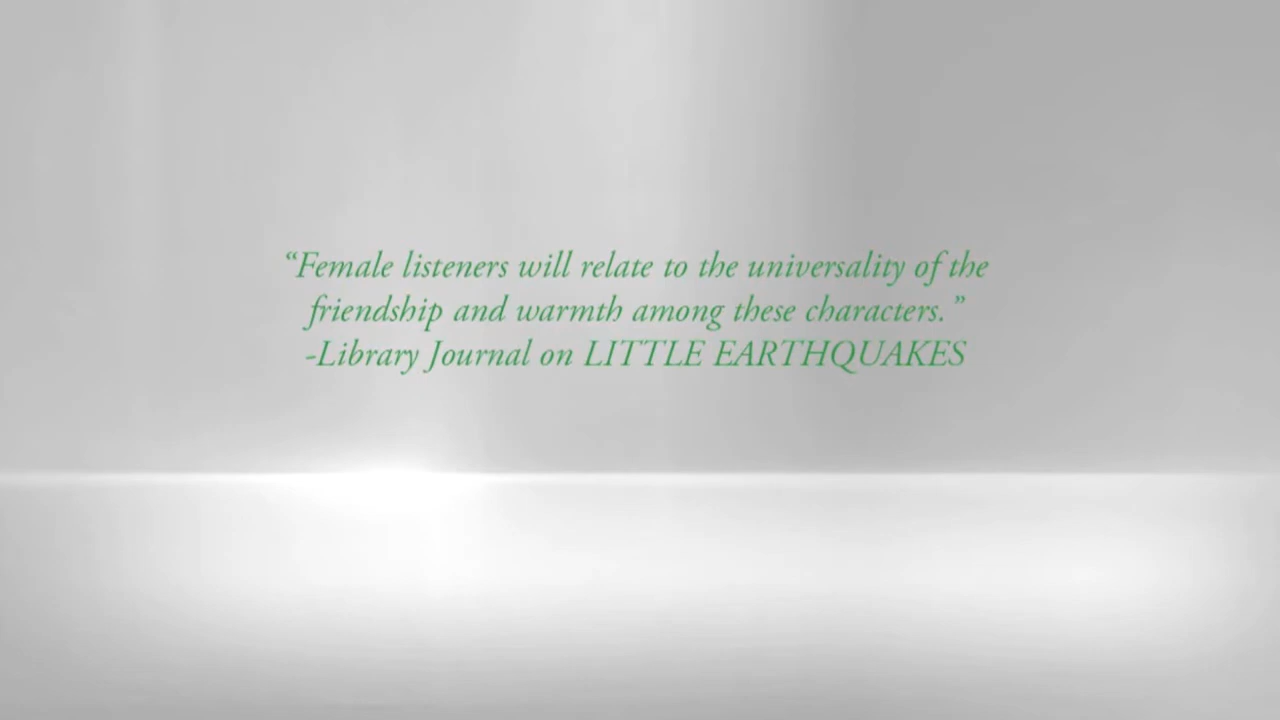 “Female listeners will relate to the universality of the
friendship and warmth among these characters.”
-Library Journal on LITTLE EARTHQUAKES